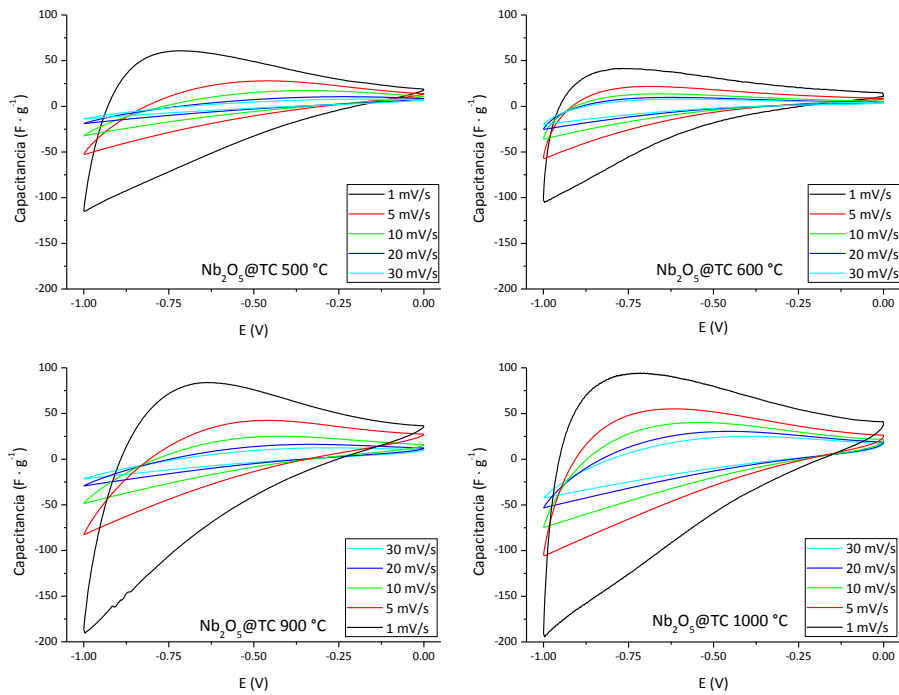 100
50
0
-50
-100
-150
-200
Capacitancia (F · g⁻¹)
1 mV/s
5 mV/s
10 mV/s
20 mV/s
30 mV/s
Nb₂O₅@TC 500 °C
-1.00 -0.75 -0.50 -0.25 0.00
E (V)
100
50
0
-50
-100
-150
-200
Capacitancia (F · g⁻¹)
1 mV/s
5 mV/s
10 mV/s
20 mV/s
30 mV/s
Nb₂O₅@TC 600 °C
-1.00 -0.75 -0.50 -0.25 0.00
E (V)
100
50
0
-50
-100
-150
-200
Capacitancia (F · g⁻¹)
30 mV/s
20 mV/s
10 mV/s
5 mV/s
1 mV/s
Nb₂O₅@TC 900 °C
-1.00 -0.75 -0.50 -0.25 0.00
E (V)
100
50
0
-50
-100
-150
-200
Capacitancia (F · g⁻¹)
30 mV/s
20 mV/s
10 mV/s
5 mV/s
1 mV/s
Nb₂O₅@TC 1000 °C
-1.00 -0.75 -0.50 -0.25 0.00
E (V)